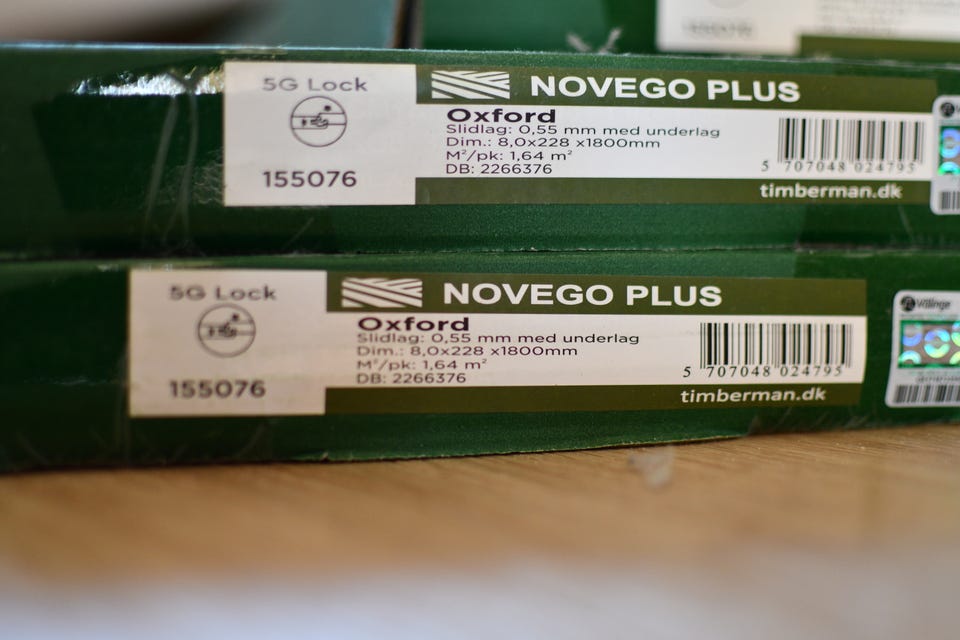 155076
5G Lock
155076
NOVEGO PLUS
Oxford
Slidlag: 0,55 mm med underlag
Dim.: 8,0x228 x1800mm
M²/pk: 1,64 m²
DB: 2266376
5 707048 024795
timberman.dk
5G Lock
155076
NOVEGO PLUS
Oxford
Slidlag: 0,55 mm med underlag
Dim.: 8,0x228 x1800mm
M²/pk: 1,64 m²
DB: 2266376
5 707048 024795
timberman.dk
Välinge